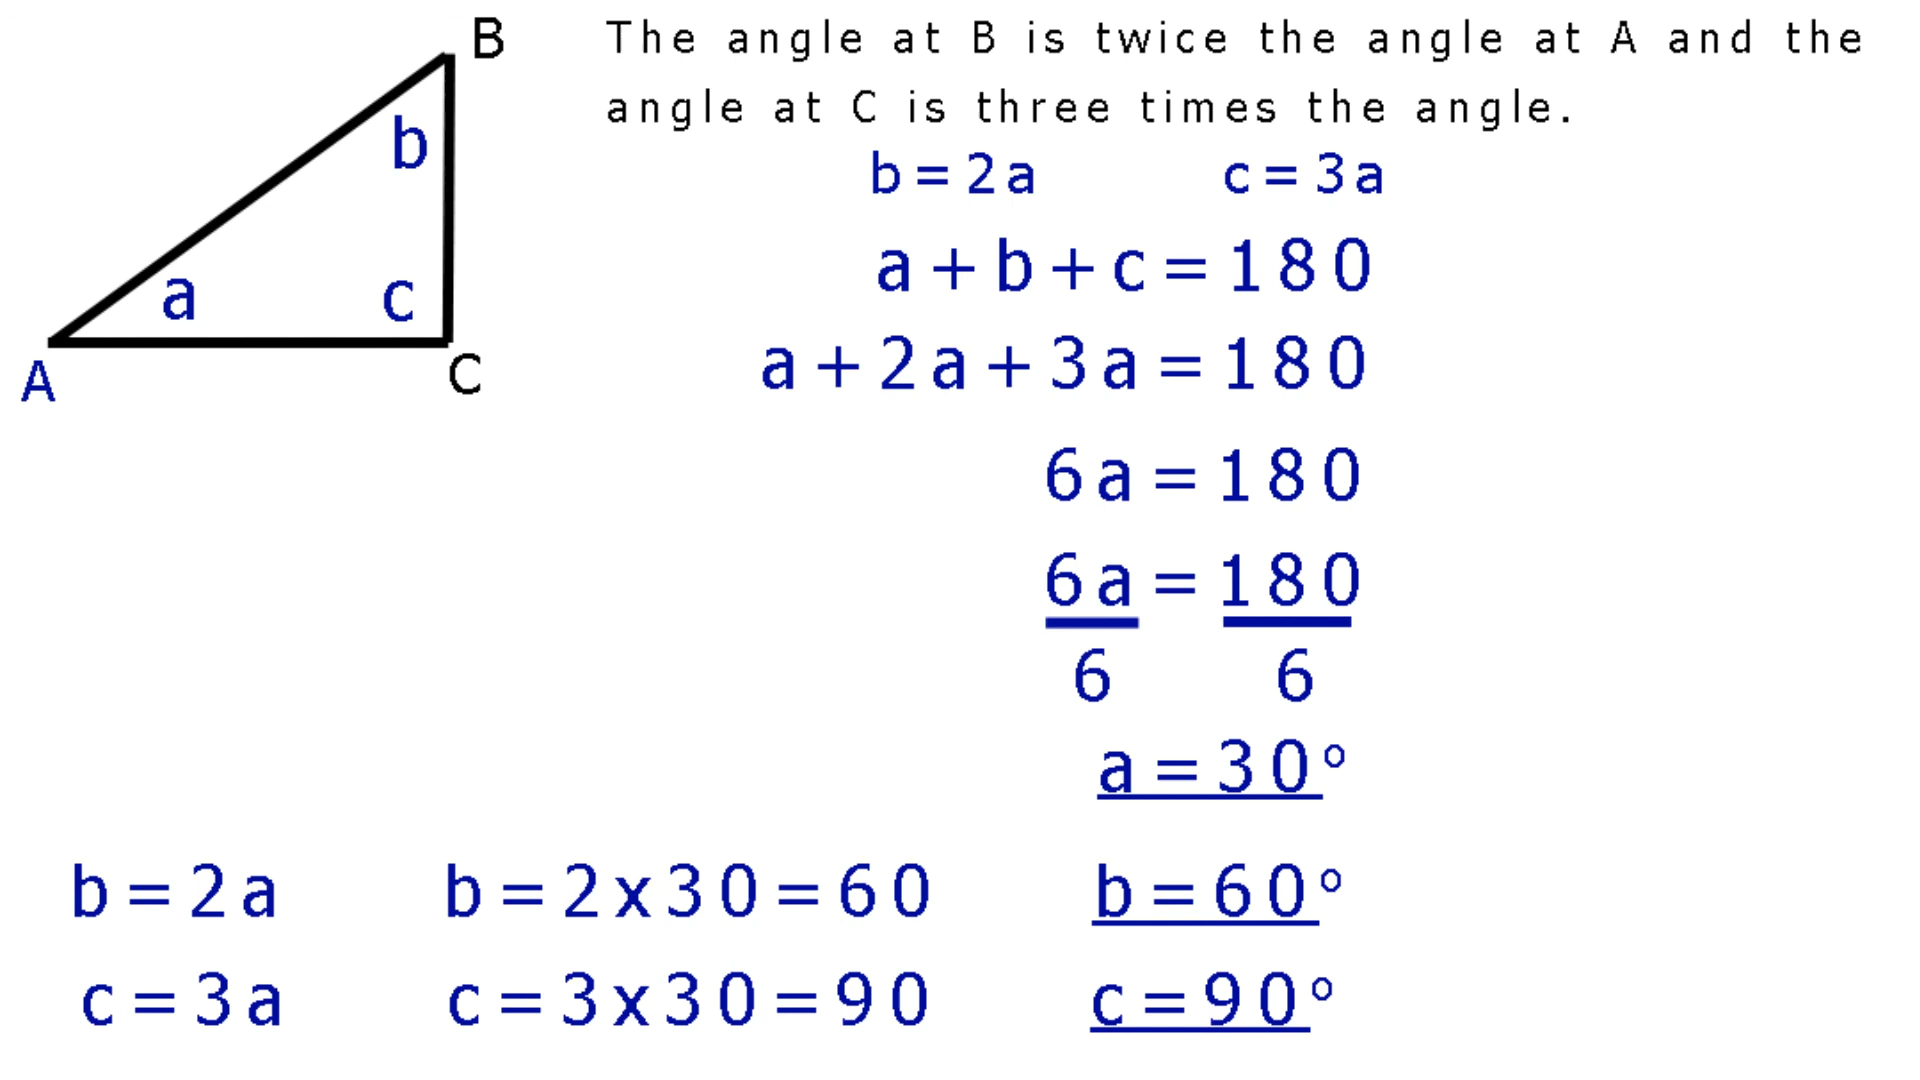 B
The angle at B is twice the angle at A and the
angle at C is three times the angle.
b
b=2a c=3a
a+b+c=180
a c
A
C
a+2a+3a=180
6a=180
6a=180
6 6
a=30°
b=2a b=2x30=60 b=60°
c=3a c=3x30=90 c=90°